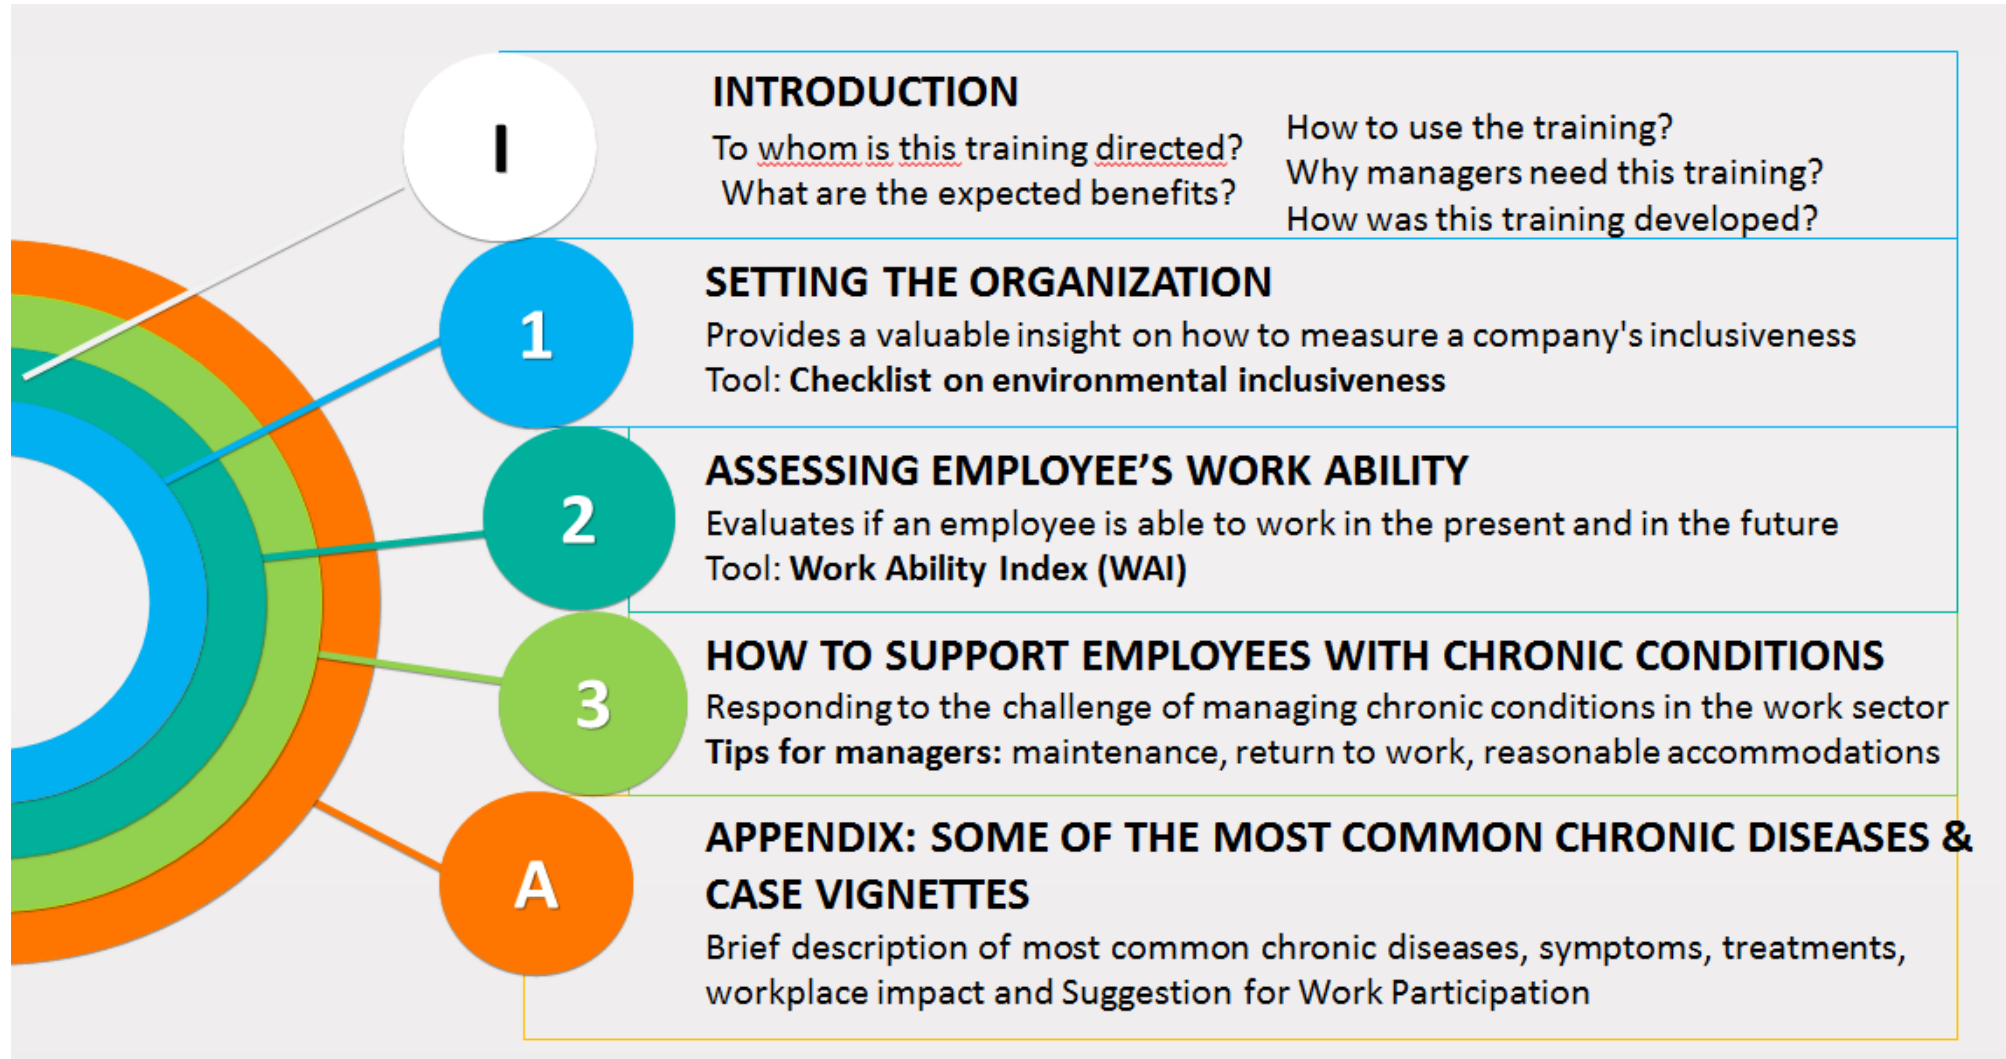 I
INTRODUCTION
To whom is this training directed?
What are the expected benefits?
How to use the training?
Why managers need this training?
How was this training developed?
1
SETTING THE ORGANIZATION
Provides a valuable insight on how to measure a company's inclusiveness
Tool: Checklist on environmental inclusiveness
2
ASSESSING EMPLOYEE’S WORK ABILITY
Evaluates if an employee is able to work in the present and in the future
Tool: Work Ability Index (WAI)
3
HOW TO SUPPORT EMPLOYEES WITH CHRONIC CONDITIONS
Responding to the challenge of managing chronic conditions in the work sector
Tips for managers: maintenance, return to work, reasonable accommodations
A
APPENDIX: SOME OF THE MOST COMMON CHRONIC DISEASES &
CASE VIGNETTES
Brief description of most common chronic diseases, symptoms, treatments,
workplace impact and Suggestion for Work Participation